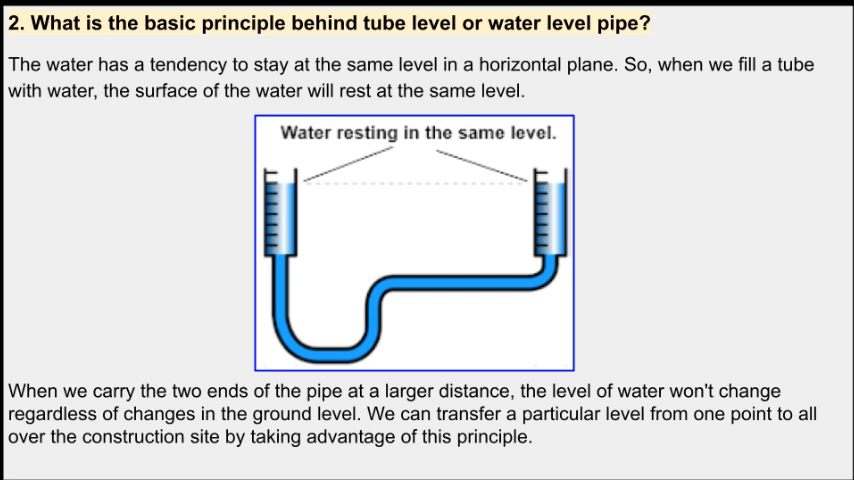 2. What is the basic principle behind tube level or water level pipe?
The water has a tendency to stay at the same level in a horizontal plane. So, when we fill a tube
with water, the surface of the water will rest at the same level.
Water resting in the same level.
When we carry the two ends of the pipe at a larger distance, the level of water won't change
regardless of changes in the ground level. We can transfer a particular level from one point to all
over the construction site by taking advantage of this principle.